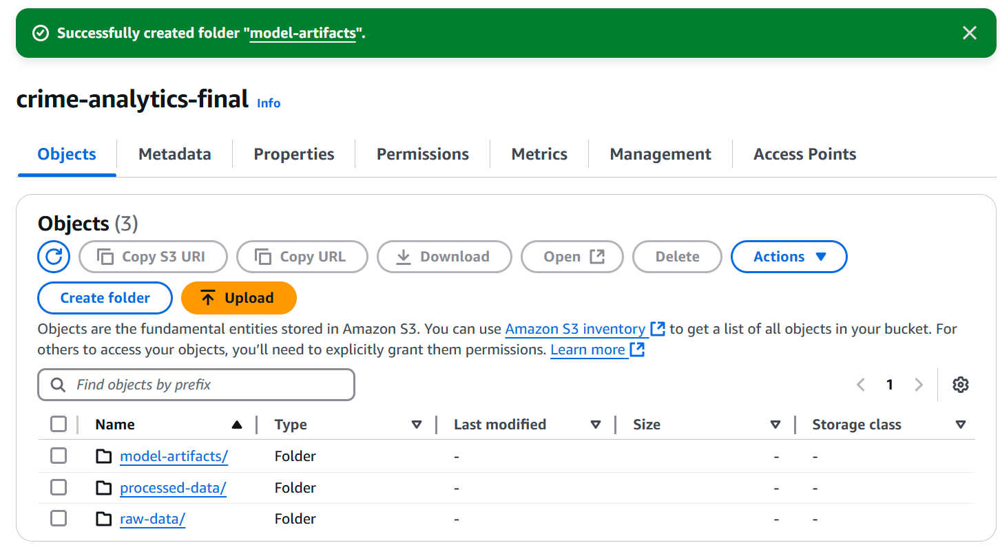 Successfully created folder "model-artifacts".
crime-analytics-final Info
Objects Metadata Properties Permissions Metrics Management Access Points
Objects (3)
Copy S3 URI Copy URL Download Open Delete Actions
Create folder Upload
Objects are the fundamental entities stored in Amazon S3. You can use Amazon S3 inventory to get a list of all objects in your bucket. For
others to access your objects, you’ll need to explicitly grant them permissions. Learn more
Find objects by prefix 1
Name Type Last modified Size Storage class
model-artifacts/ Folder - - -
processed-data/ Folder - - -
raw-data/ Folder - - -